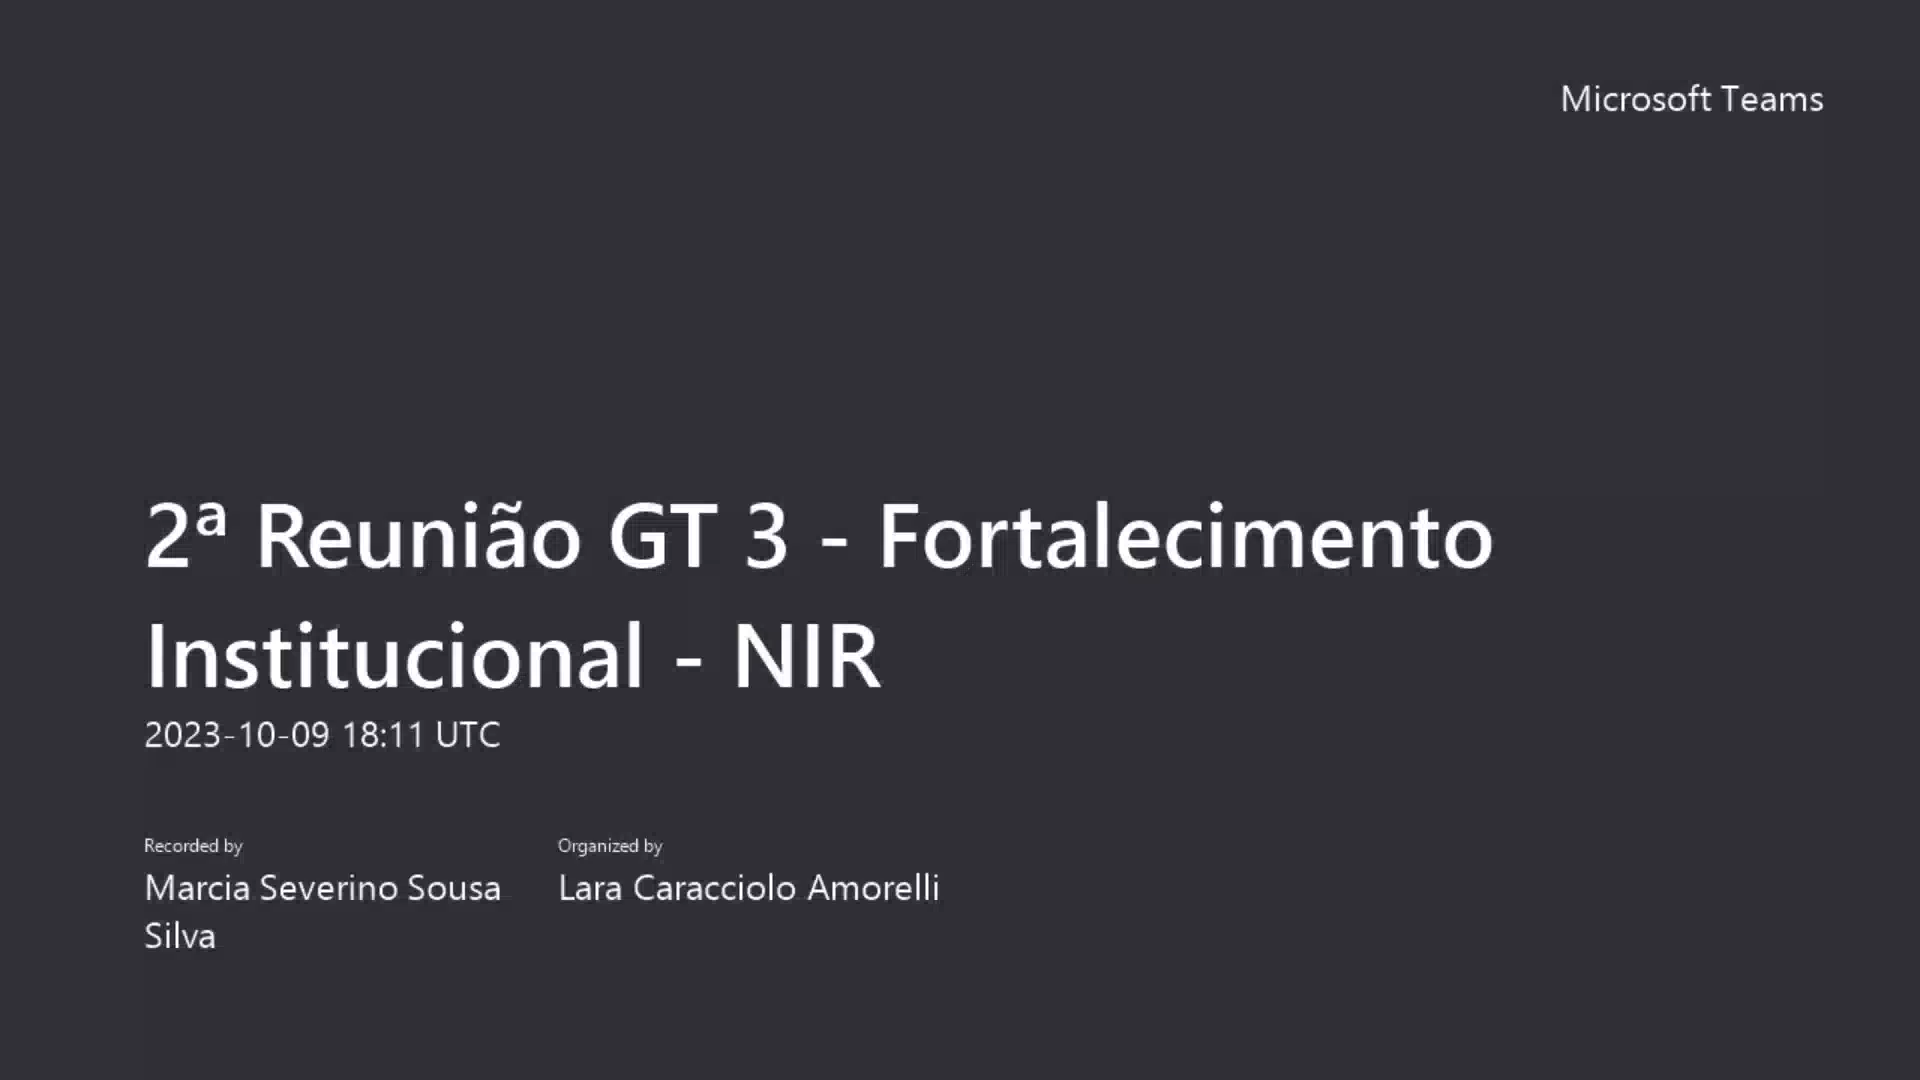 Microsoft Teams
2ª Reunião GT 3 - Fortalecimento
Institucional - NIR
2023-10-09 18:11 UTC
Recorded by
Marcia Severino Sousa
Silva
Organized by
Lara Caracciolo Amorelli